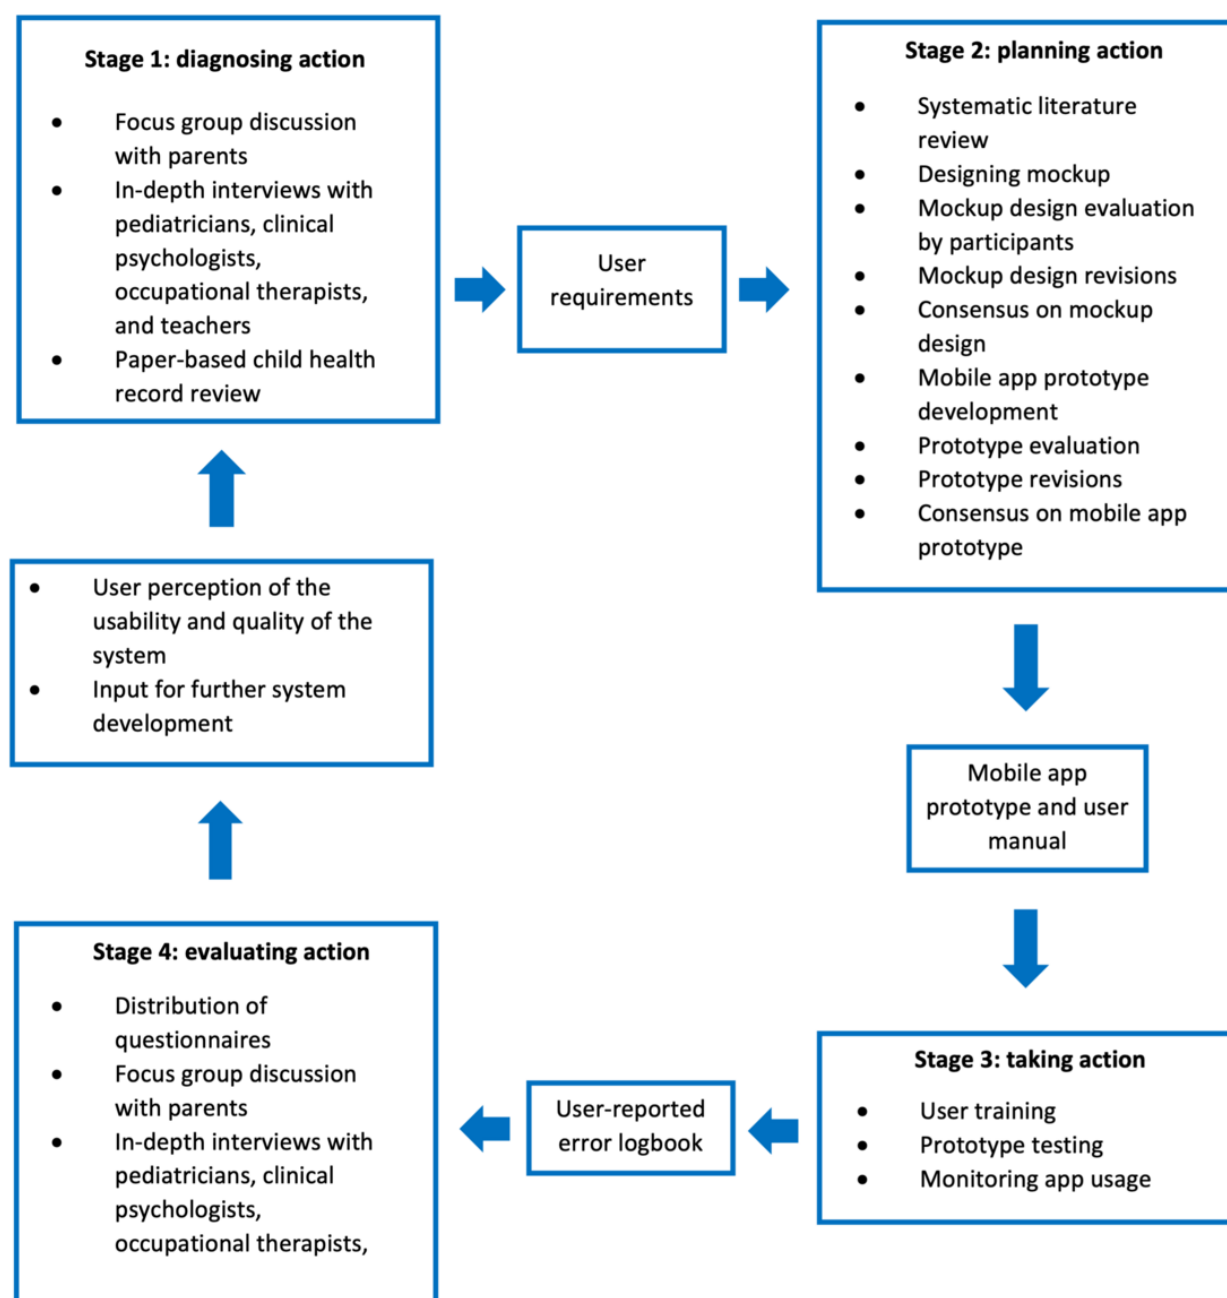 Stage 1: diagnosing action
• Focus group discussion
with parents
• In-depth interviews with
pediatricians, clinical
psychologists,
occupational therapists,
and teachers
• Paper-based child health
record review
User
requirements
Stage 2: planning action
• Systematic literature
review
• Designing mockup
• Mockup design evaluation
by participants
• Mockup design revisions
• Consensus on mockup
design
• Mobile app prototype
development
• Prototype evaluation
• Prototype revisions
• Consensus on mobile app
prototype
Mobile app
prototype and user
manual
Stage 3: taking action
• User training
• Prototype testing
• Monitoring app usage
User-reported
error logbook
Stage 4: evaluating action
• Distribution of
questionnaires
• Focus group discussion
with parents
• In-depth interviews with
pediatricians, clinical
psychologists,
occupational therapists,
• User perception of the
usability and quality of the
system
• Input for further system
development